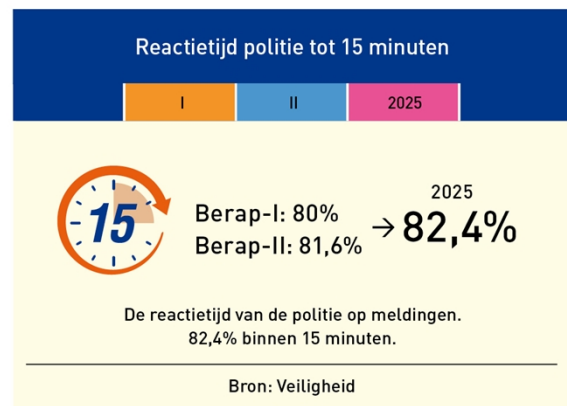 Reactietijd politie tot 15 minuten
I II 2025
15
Berap-I: 80%
Berap-II: 81,6%
→
2025
82,4%
De reactietijd van de politie op meldingen.
82,4% binnen 15 minuten.
Bron: Veiligheid